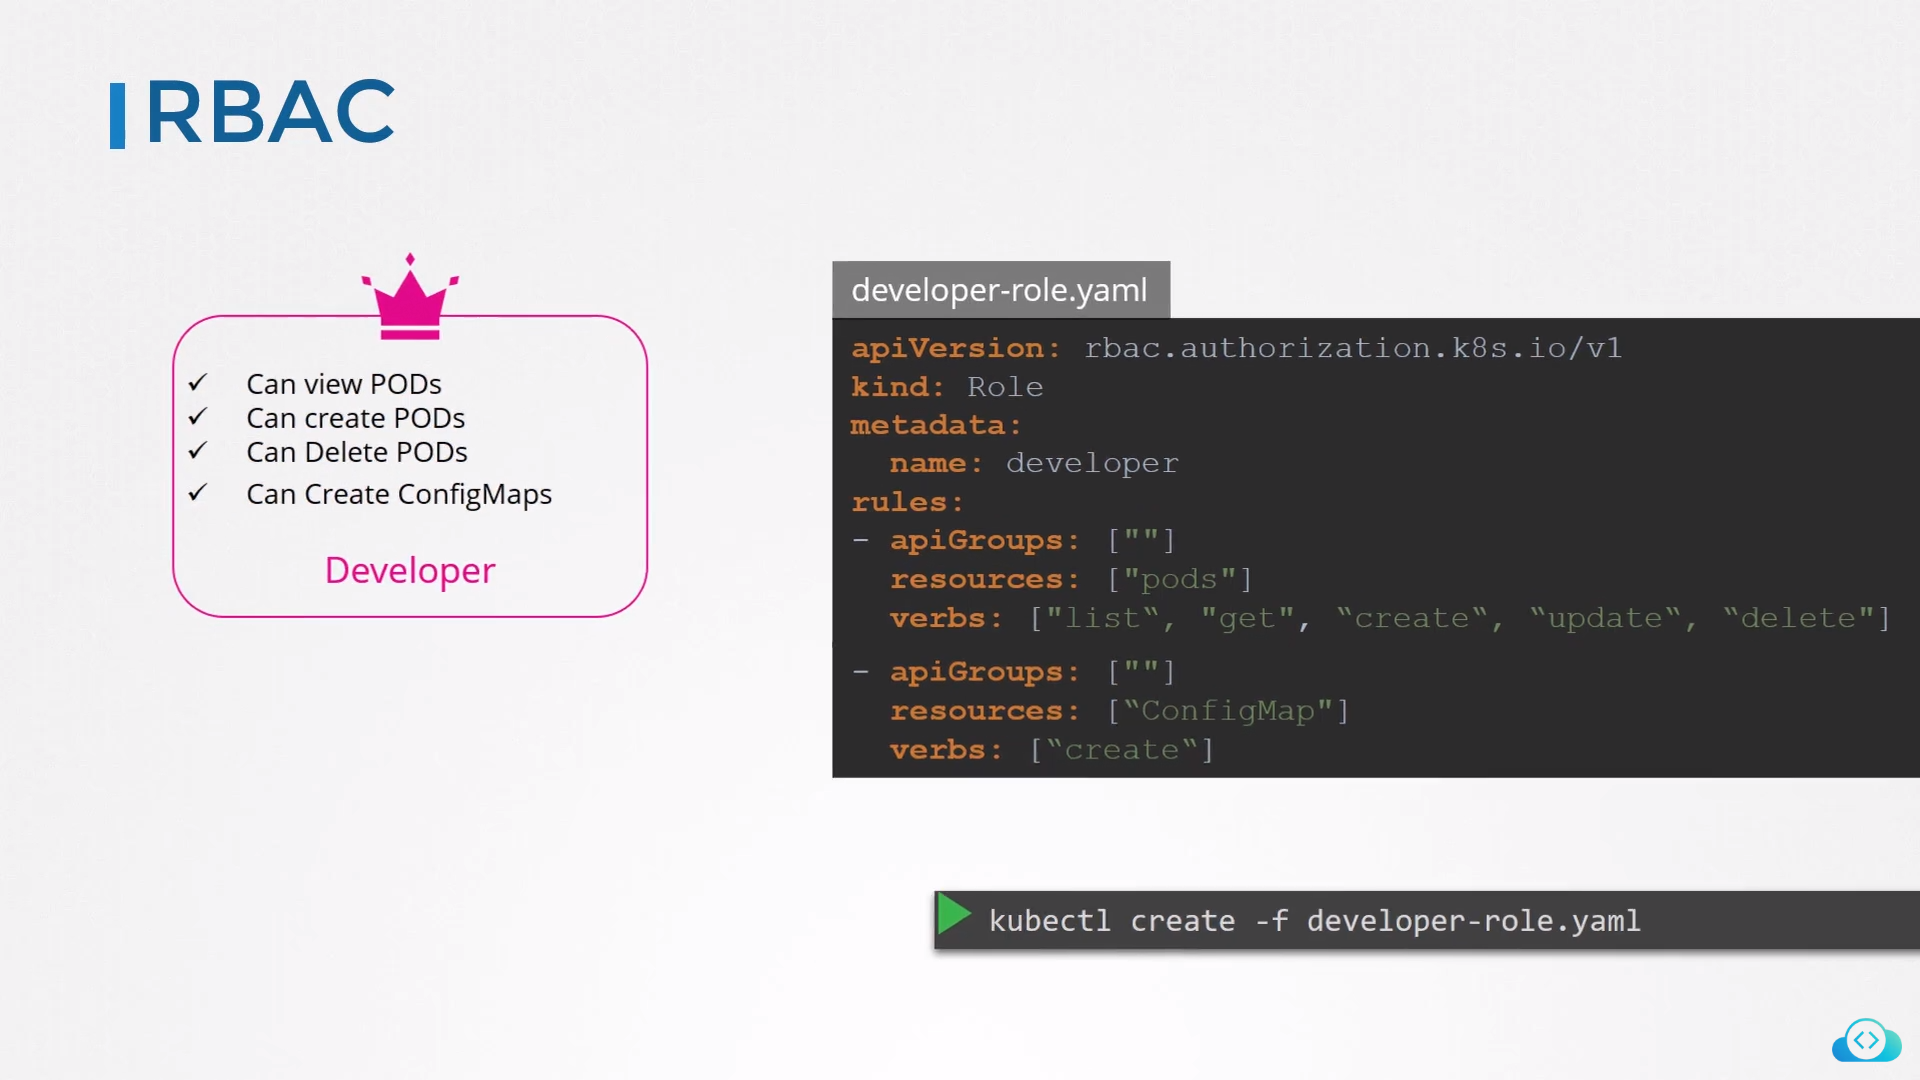 RBAC
✓ Can view PODs
✓ Can create PODs
✓ Can Delete PODs
✓ Can Create ConfigMaps
Developer
developer-role.yaml
apiVersion: rbac.authorization.k8s.io/v1
kind: Role
metadata:
  name: developer
rules:
- apiGroups: [""]
  resources: ["pods"]
  verbs: ["list“, "get", “create“, “update“, “delete"]
- apiGroups: [""]
  resources: [“ConfigMap"]
  verbs: [“create“]
kubectl create -f developer-role.yaml